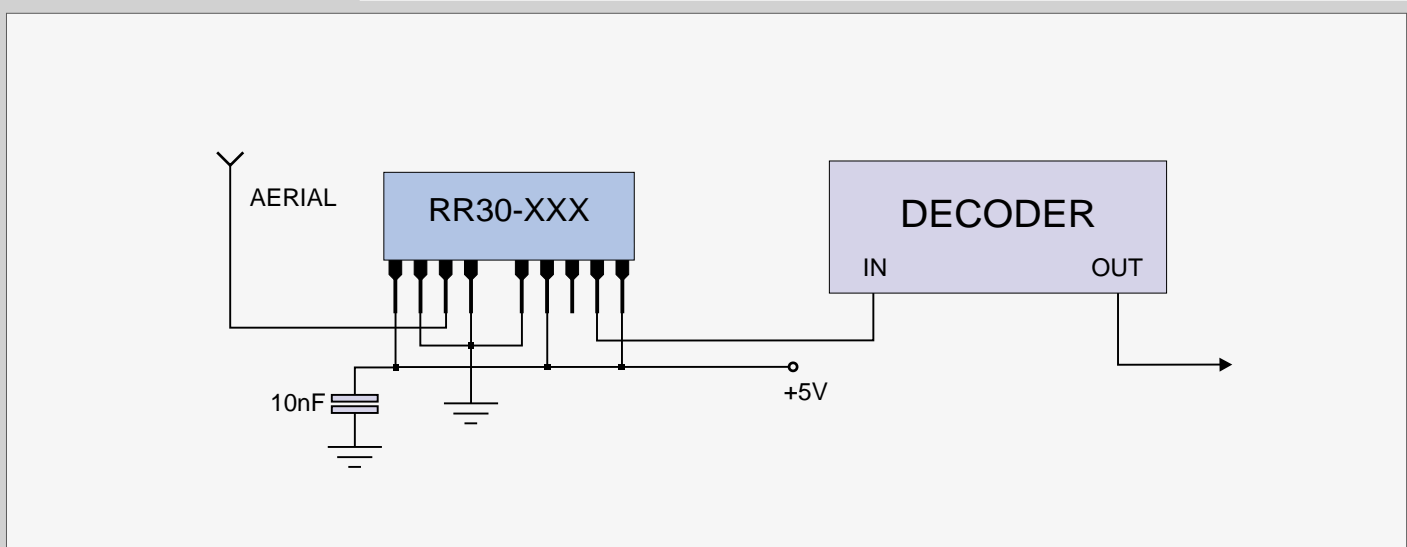 AERIAL
RR30-XXX
DECODER
IN
OUT
+5V
10nF